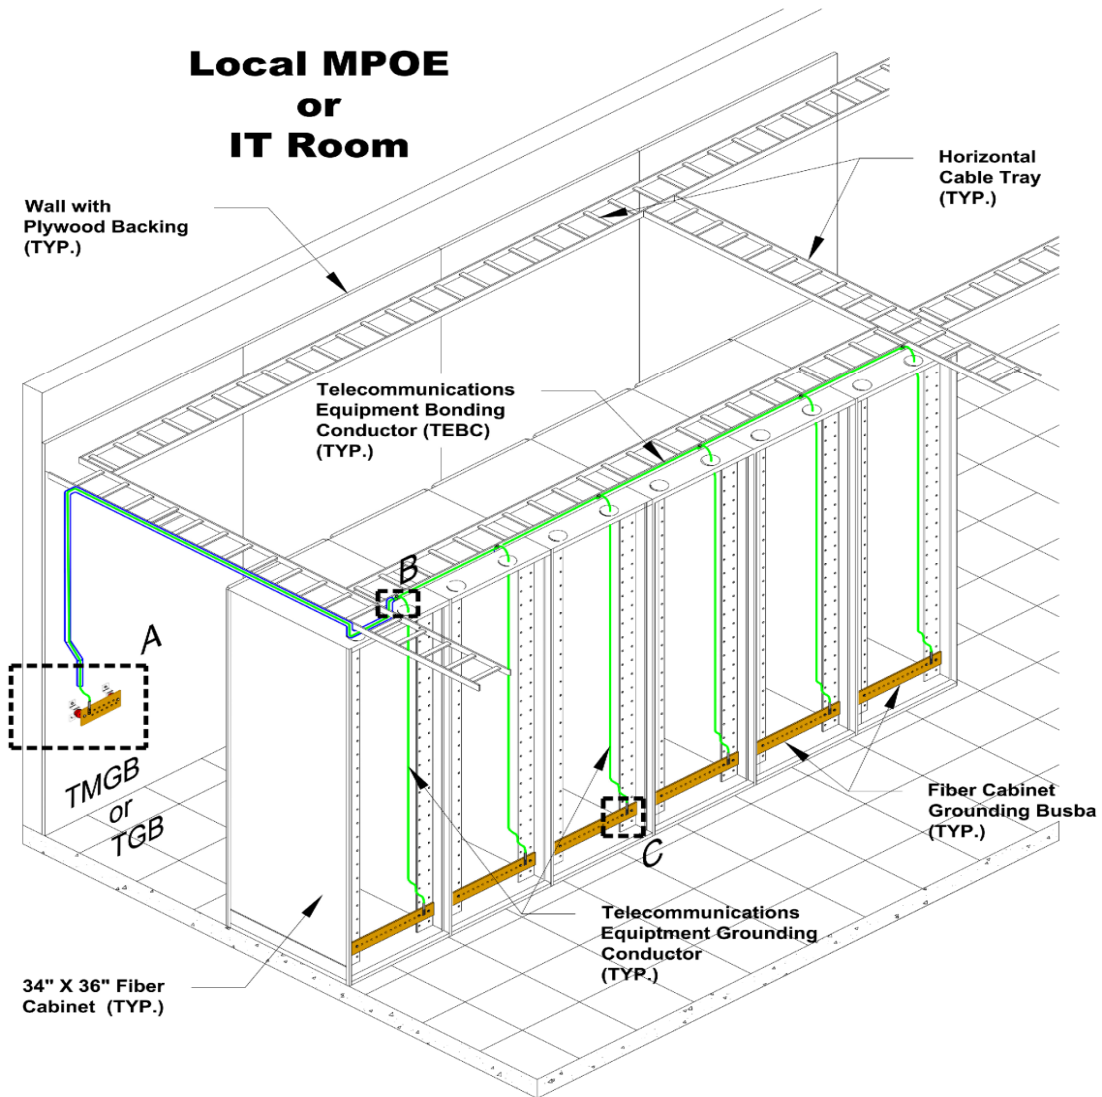 Local MPOE
or
IT Room
Horizontal
Cable Tray
(TYP.)
Wall with
Plywood Backing
(TYP.)
Telecommunications
Equipment Bonding
Conductor (TEBC)
(TYP.)
B
A
TMGB
or
TGB
Fiber Cabinet
Grounding Busba
(TYP.)
C
Telecommunications
Equiptment Grounding
Conductor
(TYP.)
34" X 36" Fiber
Cabinet (TYP.)